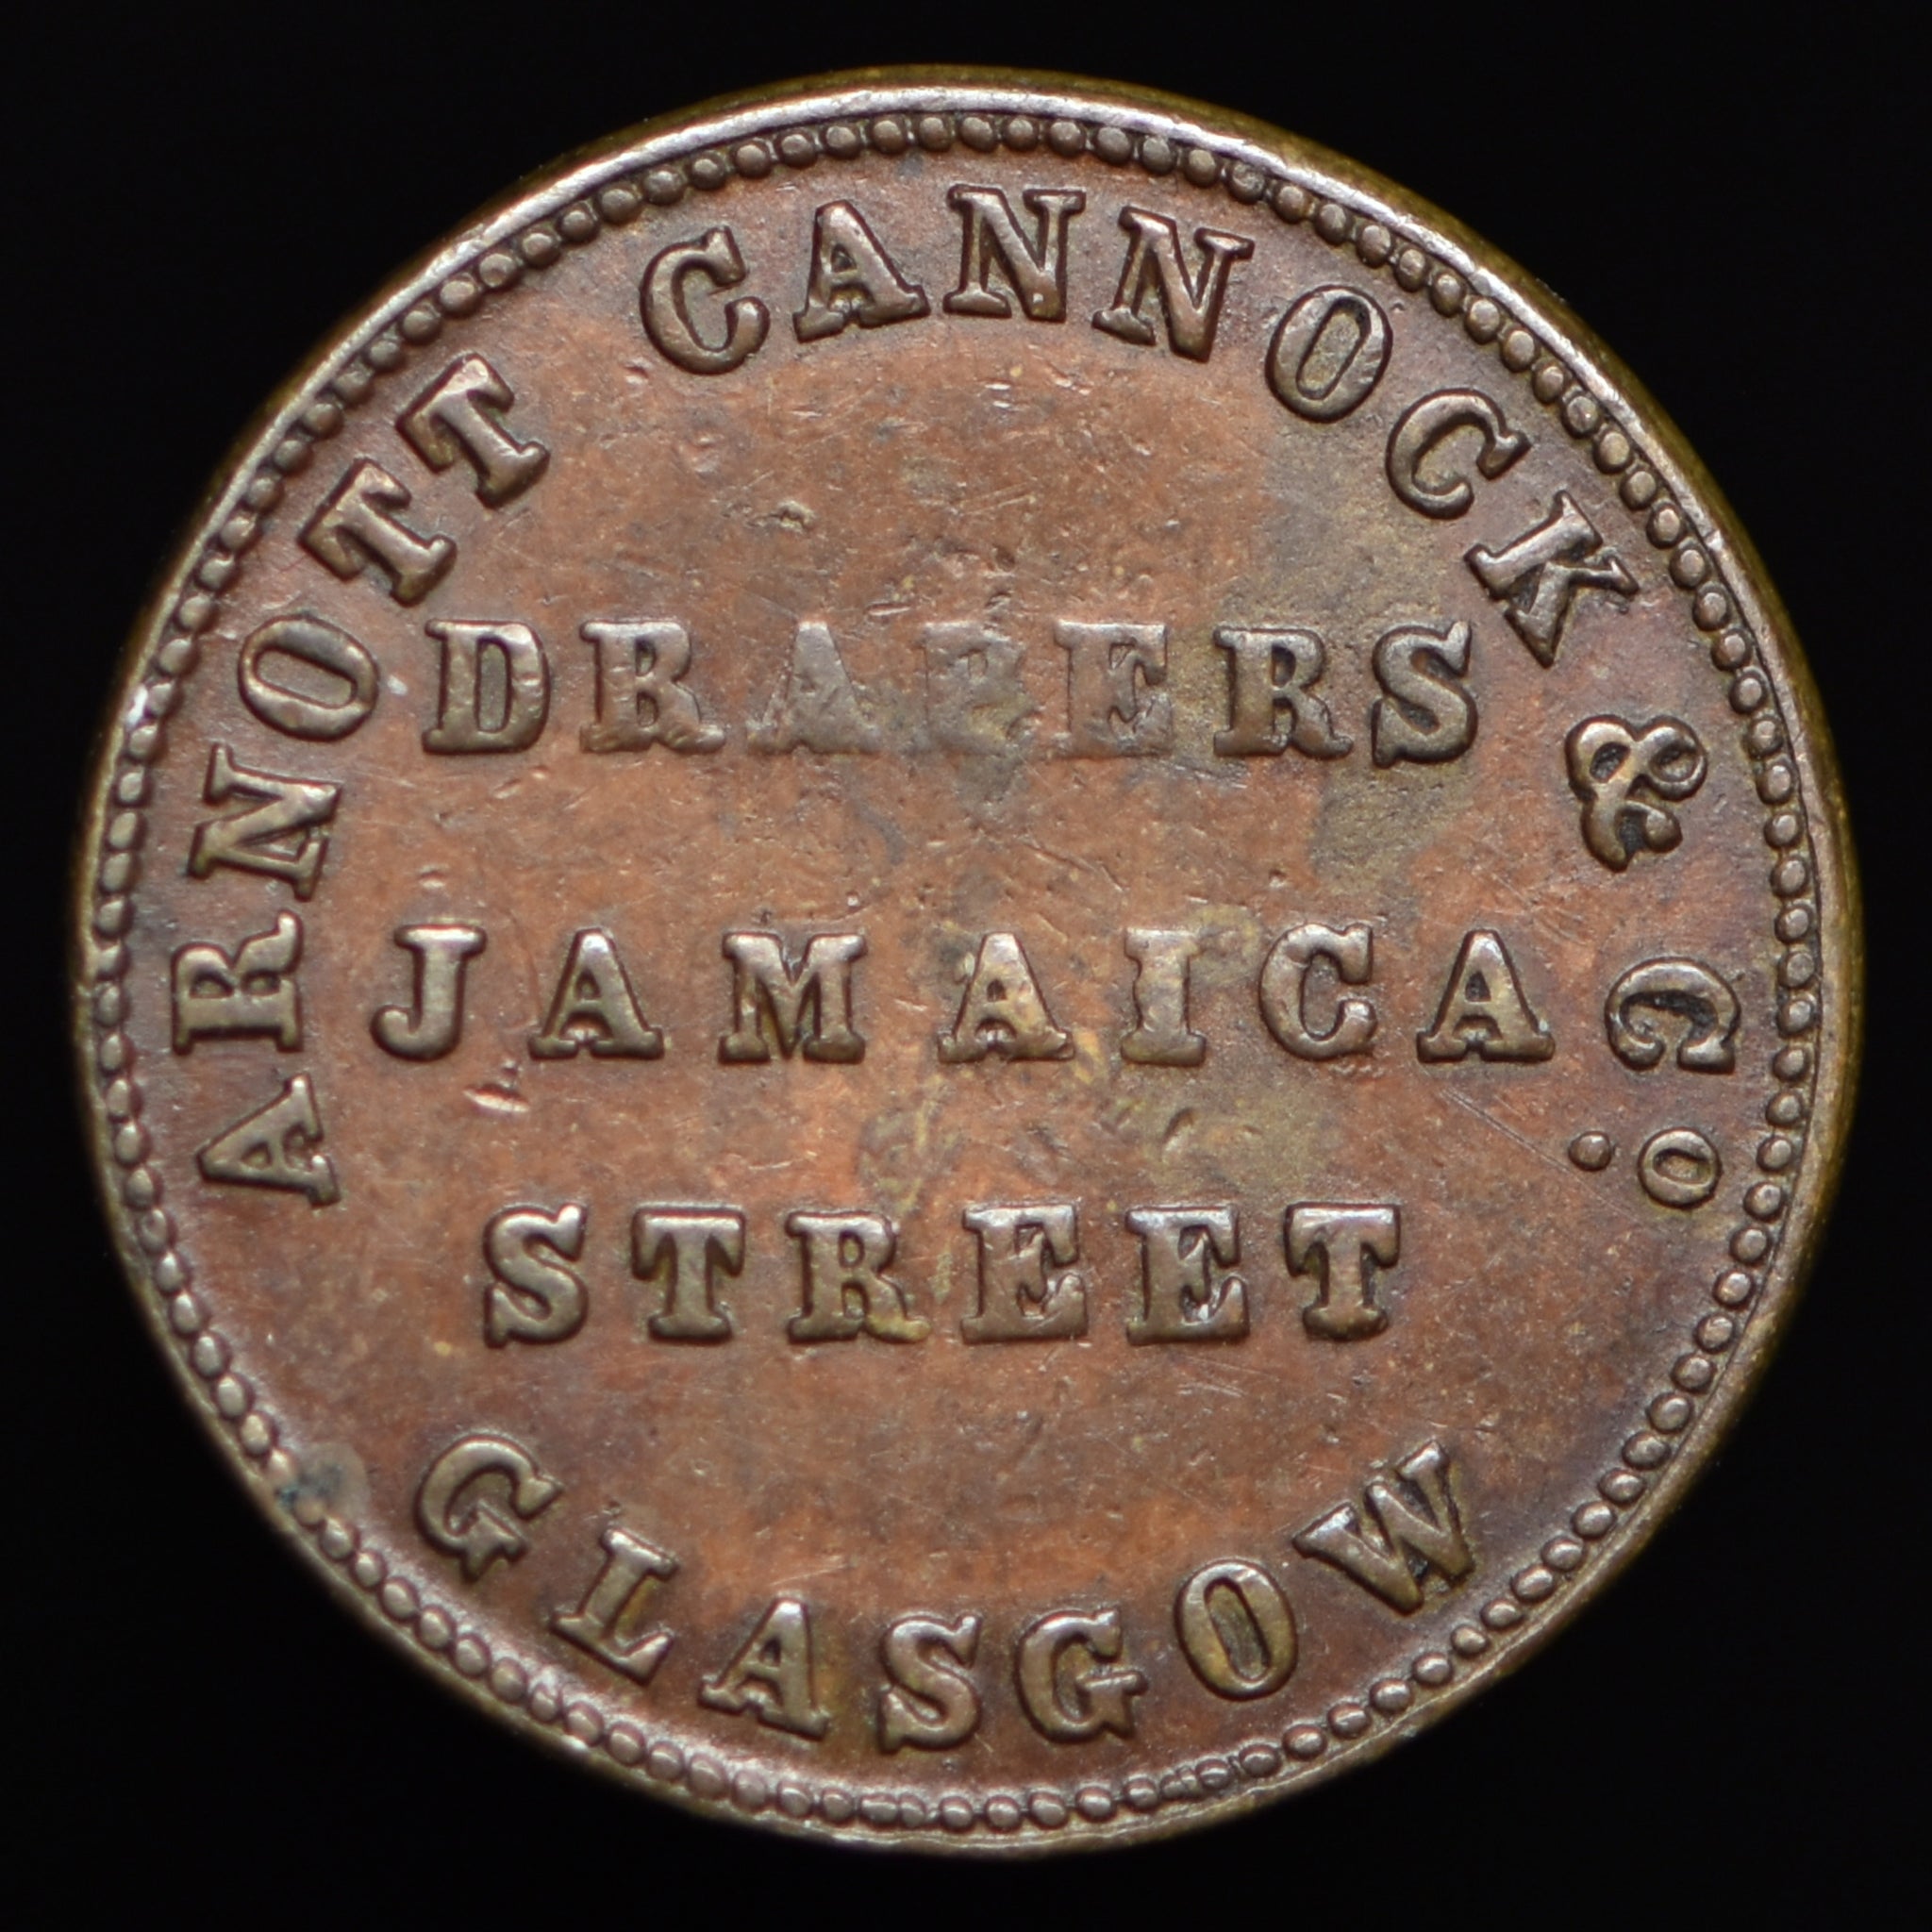 ARNOTT CANNOCK & Co.
DRAPERS
JAMAICA
STREET
GLASGOW